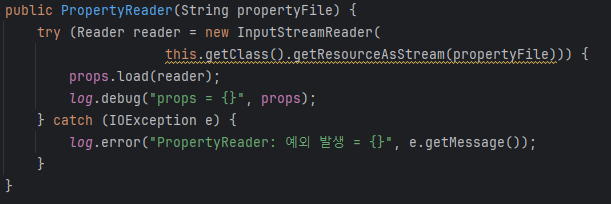 public PropertyReader(String propertyFile) {
    try (Reader reader = new InputStreamReader(
                    this.getClass().getResourceAsStream(propertyFile))) {
        props.load(reader);
        log.debug("props = {}", props);
    } catch (IOException e) {
        log.error("PropertyReader: 예외 발생 = {}", e.getMessage());
    }
}